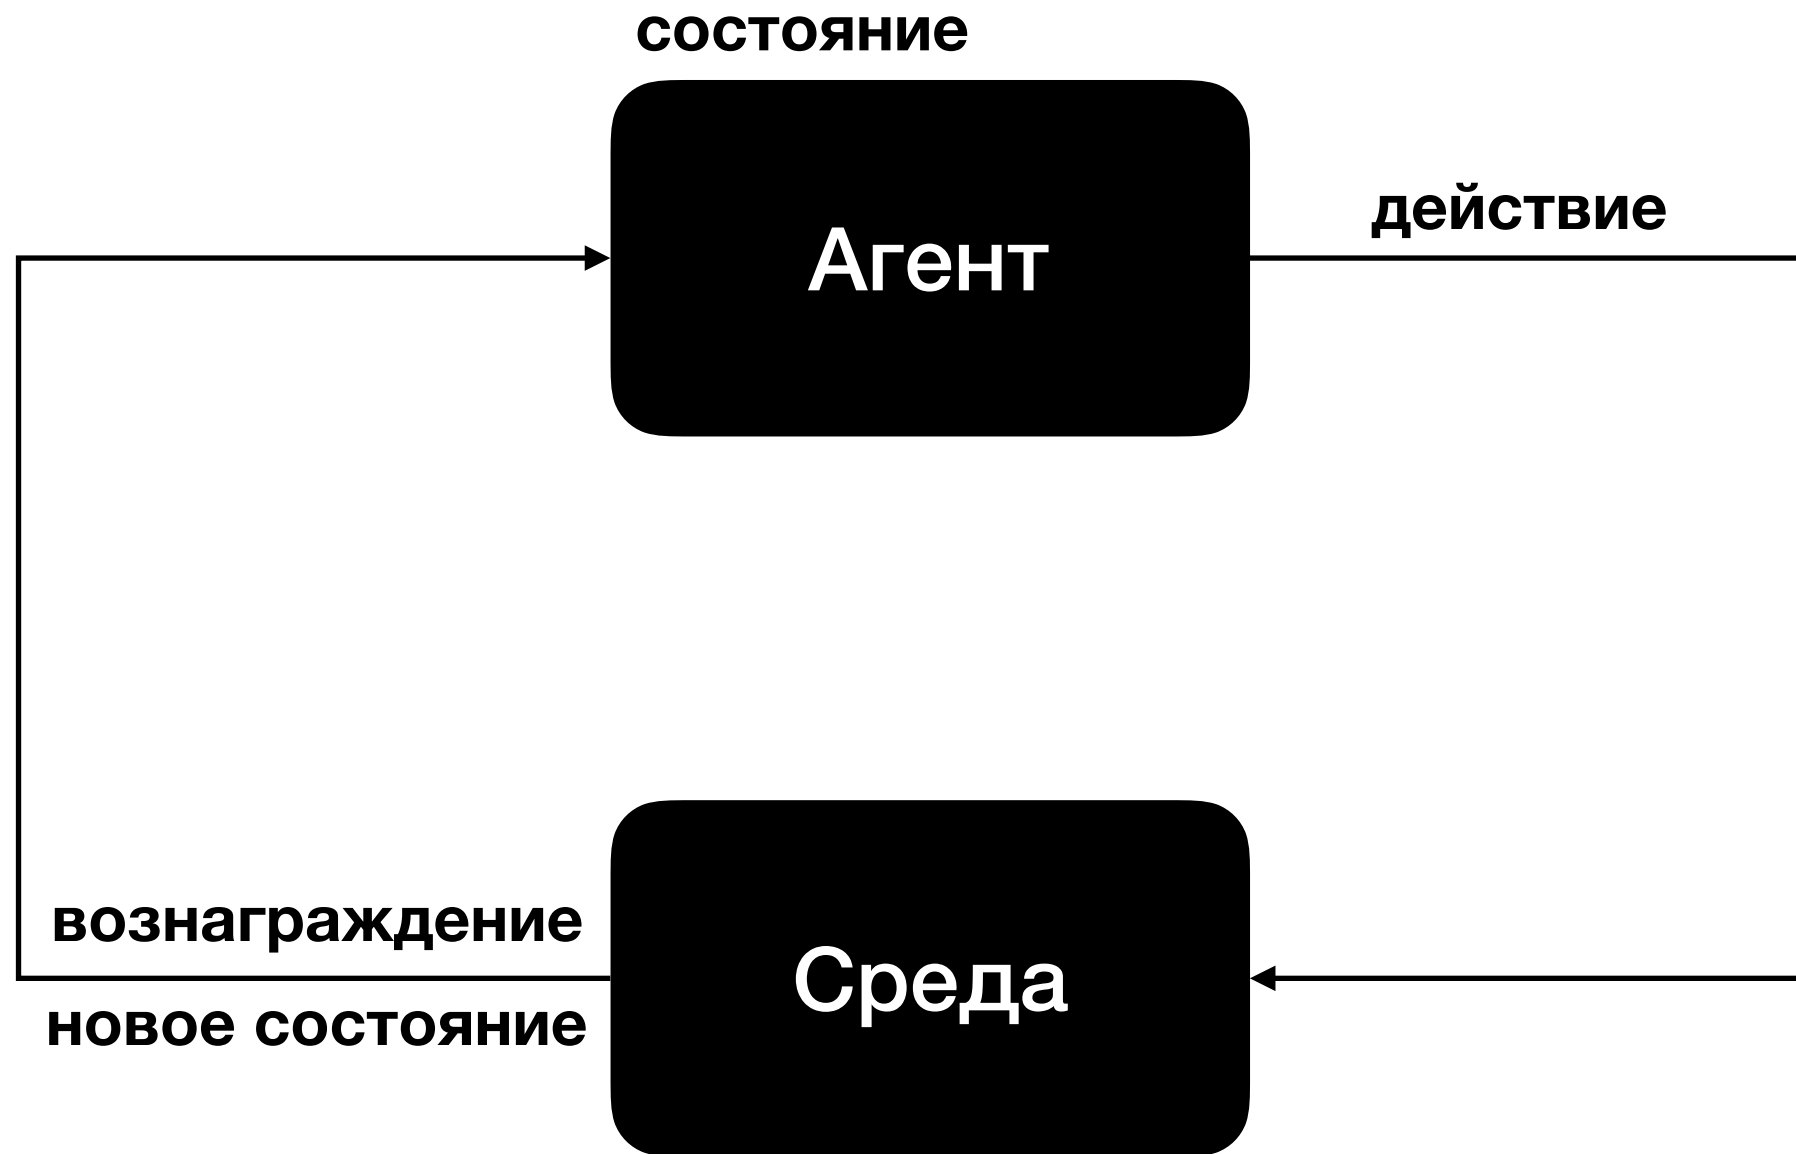 состояние
Агент
действие
вознаграждение
Среда
новое состояние